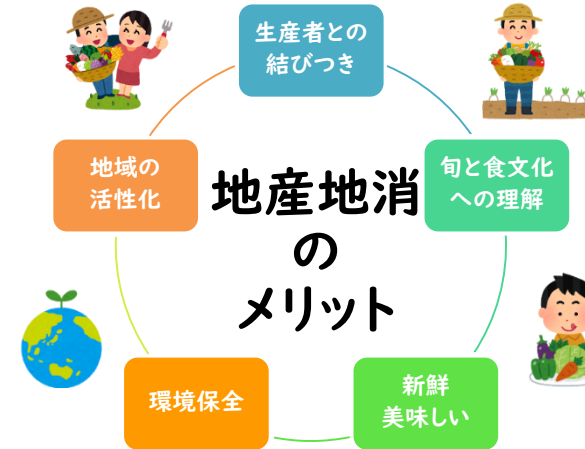 生産者との
結びつき
旬と食文化
への理解
新鮮
美味しい
環境保全
地域の
活性化
地産地消
の
メリット